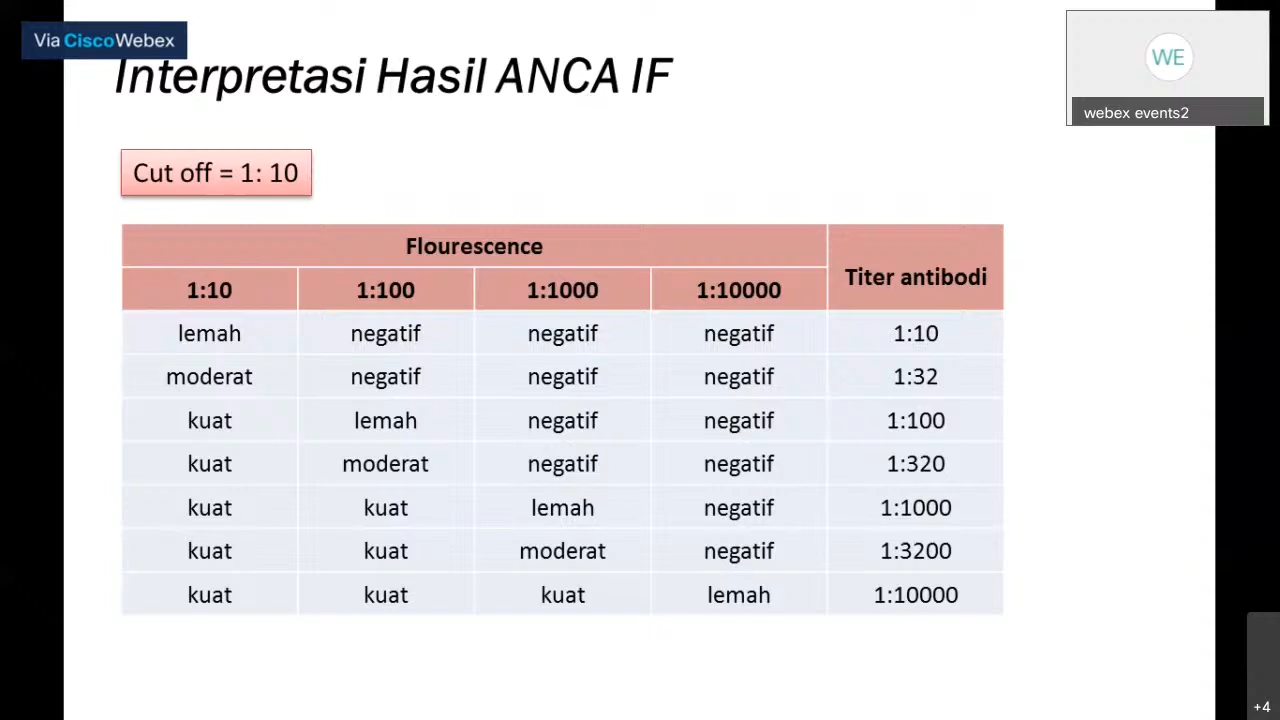 Via CiscoWebex
WE
webex events2
Interpretasi Hasil ANCA IF
Cut off = 1: 10
Flourescence
Titer antibodi
1:10 1:100 1:1000 1:10000
lemah negatif negatif negatif 1:10
moderat negatif negatif negatif 1:32
kuat lemah negatif negatif 1:100
kuat moderat negatif negatif 1:320
kuat kuat lemah negatif 1:1000
kuat kuat moderat negatif 1:3200
kuat kuat kuat lemah 1:10000
+4